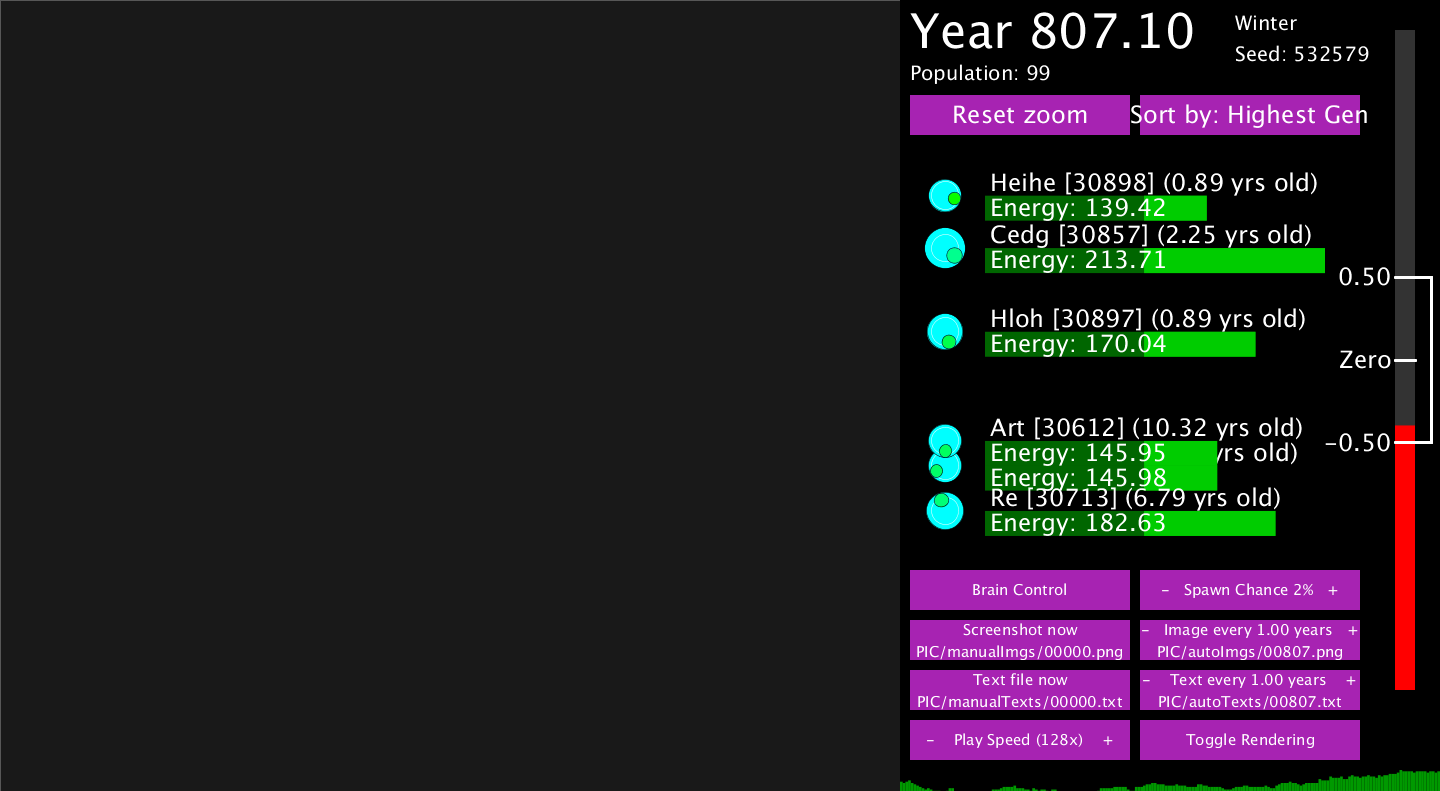 Year 807.10
Winter
Seed: 532579
Population: 99
Reset zoom
Sort by: Highest Gen
Heihe [30898] (0.89 yrs old)
Energy: 139.42
Cedg [30857] (2.25 yrs old)
Energy: 213.71
0.50
Hloh [30897] (0.89 yrs old)
Energy: 170.04
Zero
Art [30612] (10.32 yrs old)
-0.50
Energy: 145.95
yrs old)
Energy: 145.98
Re [30713] (6.79 yrs old)
Energy: 182.63
Brain Control
- Spawn Chance 2% +
Screenshot now
PIC/manualImgs/00000.png
- Image every 1.00 years +
PIC/autoImgs/00807.png
Text file now
PIC/manualTexts/00000.txt
- Text every 1.00 years +
PIC/autoTexts/00807.txt
- Play Speed (128x) +
Toggle Rendering